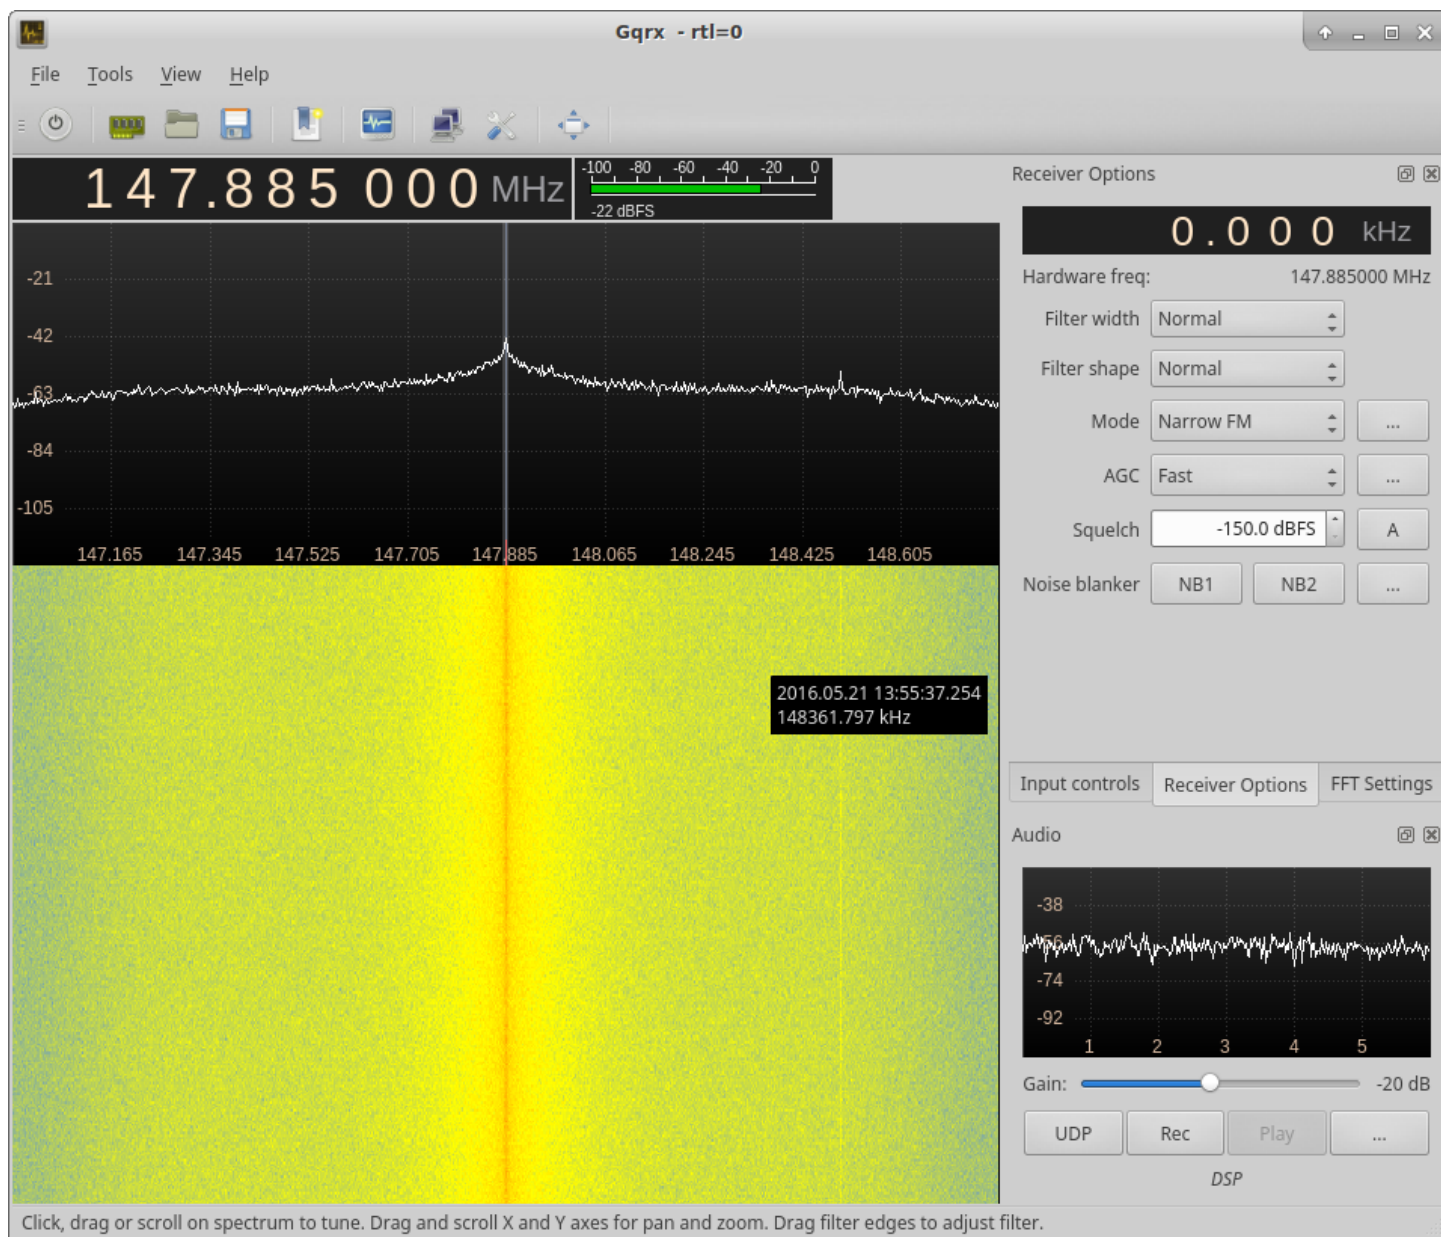 Gqrx - rtl=0
File Tools View Help
147.885 000 MHz
-100 -80 -60 -40 -20 0
-22 dBFS
-21
-42
-63
-84
-105
147.165 147.345 147.525 147.705 147.885 148.065 148.245 148.425 148.605
2016.05.21 13:55:37.254
148361.797 kHz
Receiver Options
0.000 kHz
Hardware freq: 147.885000 MHz
Filter width Normal
Filter shape Normal
Mode Narrow FM ...
AGC Fast ...
Squelch -150.0 dBFS A
Noise blanker NB1 NB2 ...
Input controls Receiver Options FFT Settings
Audio
-38
-56
-74
-92
1 2 3 4 5
Gain: -20 dB
UDP Rec Play ...
DSP
Click, drag or scroll on spectrum to tune. Drag and scroll X and Y axes for pan and zoom. Drag filter edges to adjust filter.